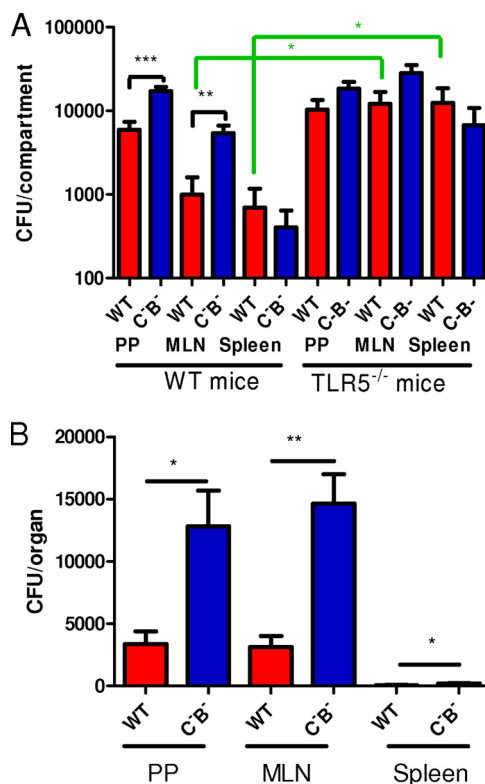 A
CFU/compartment
100000
10000
1000
100
*** ** * *
WT C⁻B⁻ WT C⁻B⁻ WT C⁻B⁻ WT C-B- WT C-B- WT C-B-
PP MLN Spleen PP MLN Spleen
WT mice TLR5⁻/⁻ mice
B
CFU/organ
20000
15000
10000
5000
0
* ** *
WT C⁻B⁻ WT C⁻B⁻ WT C⁻B⁻
PP MLN Spleen